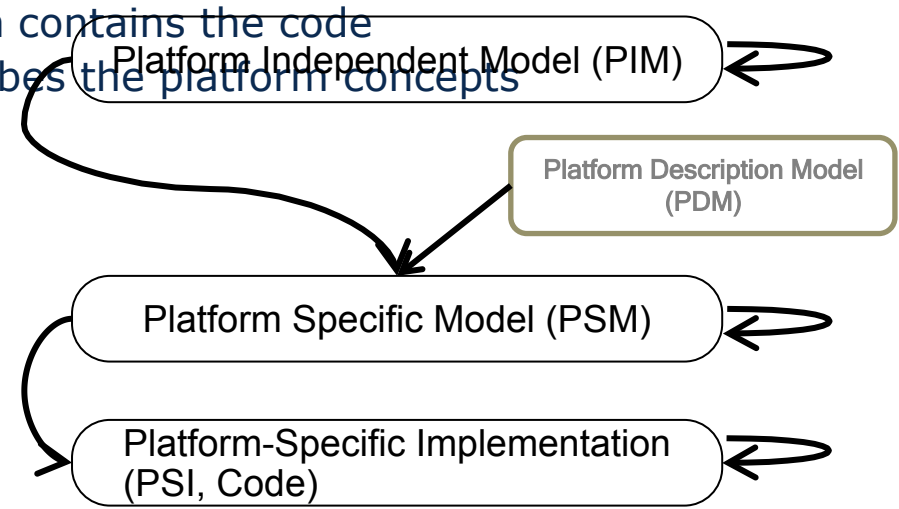 contains the code
Platform Independent Model (PIM)
bes the platform concepts
Platform Description Model
(PDM)
Platform Specific Model (PSM)
Platform-Specific Implementation
(PSI, Code)